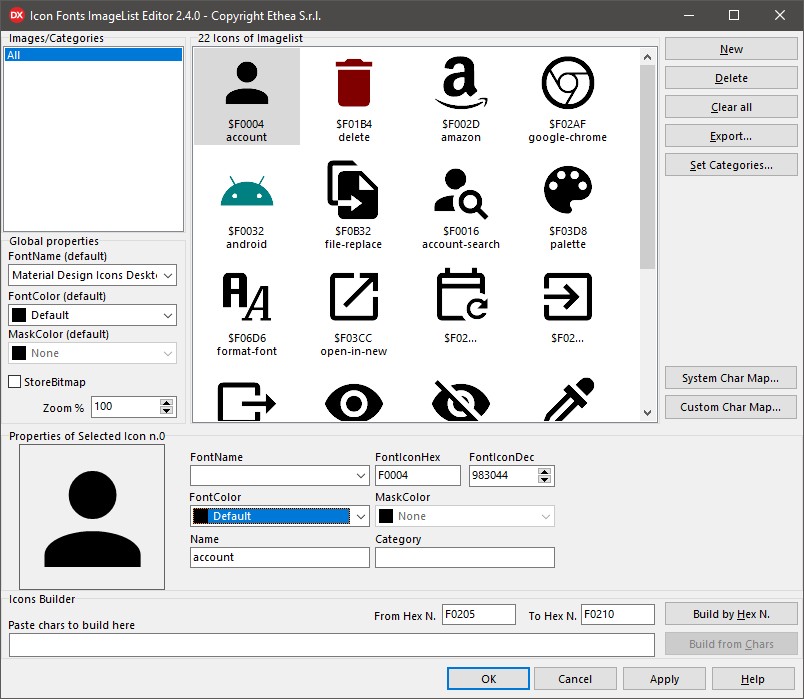 DX Icon Fonts ImageList Editor 2.4.0 - Copyright Ethea S.r.l.
Images/Categories
All
22 Icons of Imagelist
$F0004
account
$F01B4
delete
$F002D
amazon
$F02AF
google-chrome
$F0032
android
$F0B32
file-replace
$F0016
account-search
$F03D8
palette
$F06D6
format-font
$F03CC
open-in-new
$F02...
$F02...
New
Delete
Clear all
Export...
Set Categories...
System Char Map...
Custom Char Map...
Global properties
FontName (default)
Material Design Icons Deskt
FontColor (default)
Default
MaskColor (default)
None
StoreBitmap
Zoom % 100
Properties of Selected Icon n.0
FontName FontIconHex FontIconDec
F0004 983044
FontColor MaskColor
Default None
Name Category
account
Icons Builder
From Hex N. F0205 To Hex N. F0210 Build by Hex N.
Paste chars to build here
Build from Chars
OK Cancel Apply Help